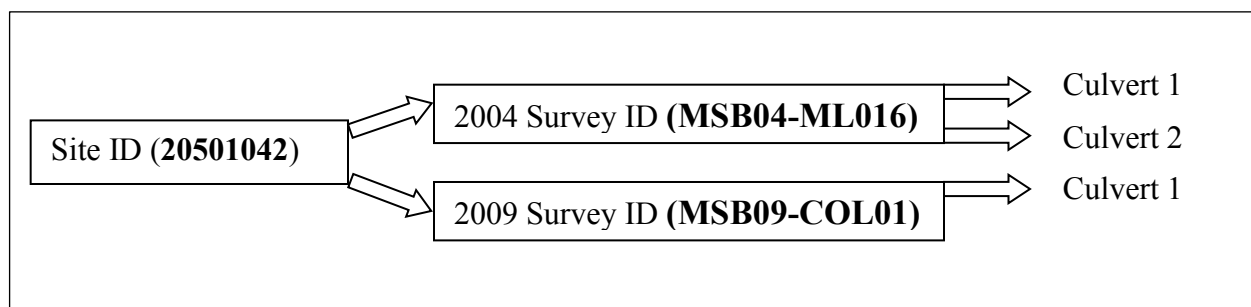 Site ID (20501042)
2004 Survey ID (MSB04-ML016)
Culvert 1
Culvert 2
2009 Survey ID (MSB09-COL01)
Culvert 1